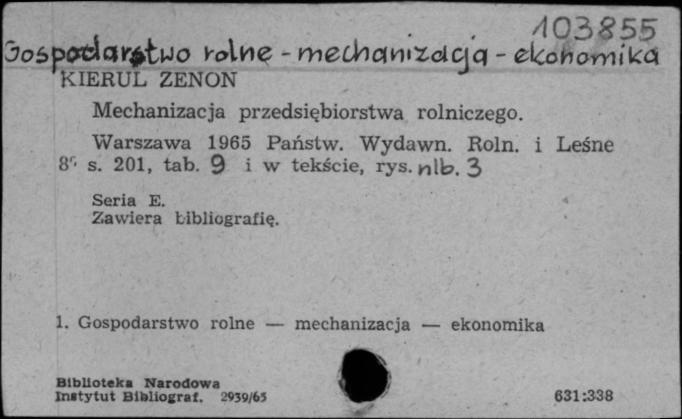 103855
Gospodarstwo rolne - mechanizacja - ekonomika
KIERUL ZENON
Mechanizacja przedsiębiorstwa rolniczego.
Warszawa 1965 Państw. Wydawn. Roln. i Leśne
8° s. 201, tab. 9 i w tekście, rys. nlb. 3
Seria E.
Zawiera bibliografię.
1. Gospodarstwo rolne — mechanizacja — ekonomika
Biblioteka Narodowa
Instytut Bibliograf. 2939/65
631:338